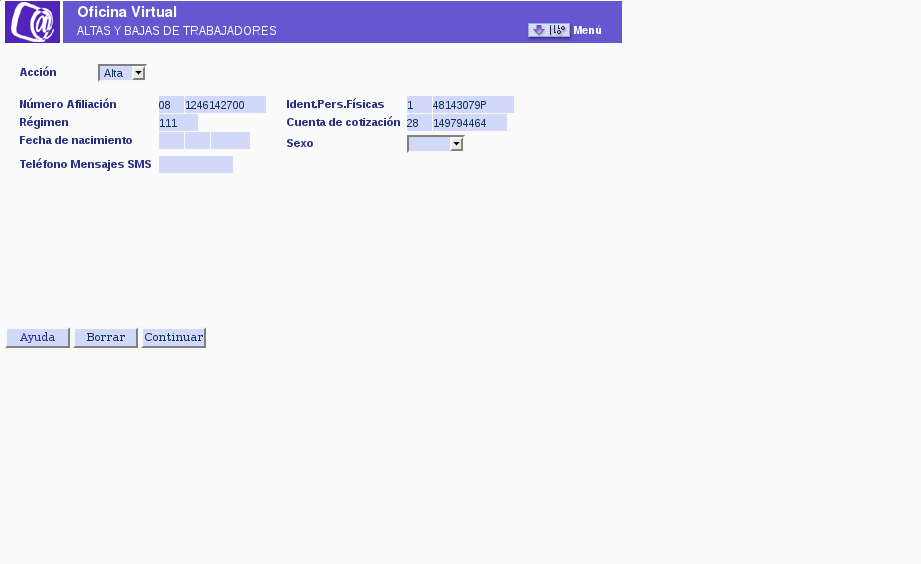 Oficina Virtual
ALTAS Y BAJAS DE TRABAJADORES
Menú
Acción Alta
Número Afiliación 08 1246142700 Ident.Pers.Físicas 1 48143079P
Régimen 111 Cuenta de cotización 28 149794464
Fecha de nacimiento Sexo
Teléfono Mensajes SMS
Ayuda Borrar Continuar